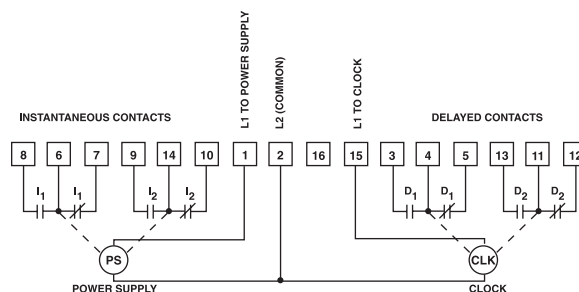 L1 TO POWER SUPPLY
L2 (COMMON)
L1 TO CLOCK
INSTANTANEOUS CONTACTS
DELAYED CONTACTS
8 6 7 9 14 10 1 2 16 15 3 4 5 13 11 12
I1 I1 I2 I2 D1 D1 D2 D2
PS CLK
POWER SUPPLY CLOCK